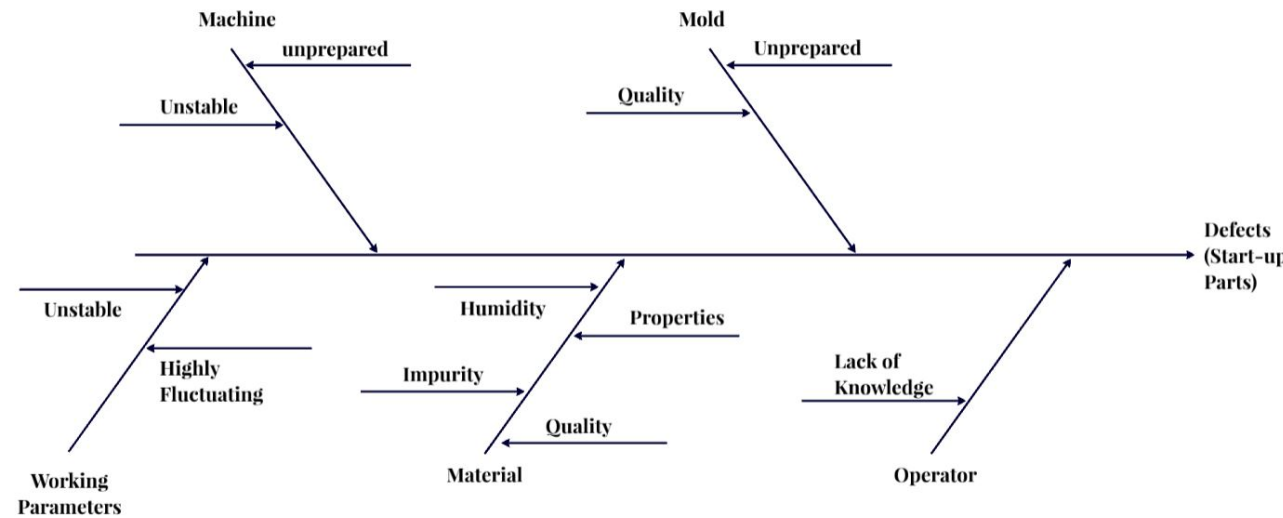 Machine
Mold
unprepared
Unprepared
Unstable
Quality
Defects
(Start-up
Parts)
Unstable
Humidity
Properties
Highly
Fluctuating
Impurity
Lack of
Knowledge
Quality
Working
Parameters
Material
Operator